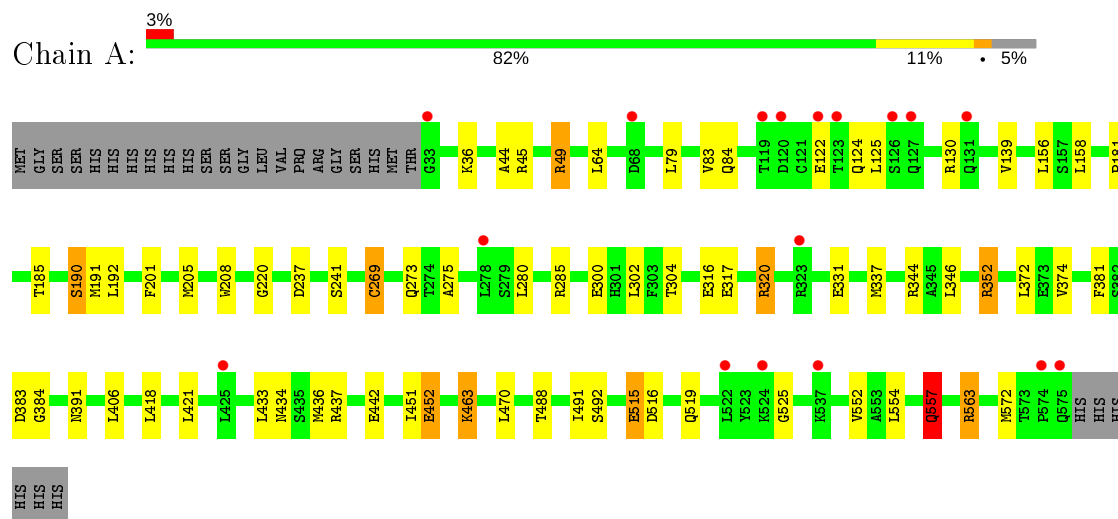 3%
Chain A:
82% 11% • 5%
MET GLY SER SER HIS HIS HIS HIS HIS HIS SER SER GLY LEU VAL PRO ARG GLY SER HIS MET THR G33 K36 A44 R45 R49 L64 D68 L79 V83 Q84 T119 D120 C121 E122 T123 Q124 L125 S126 Q127 R130 Q131 V139 L156 S157 L158 P181
T185 S190 M191 L192 F201 M205 W208 G220 D237 S241 C269 Q273 T274 A275 L278 S279 L280 R285 E300 H301 L302 F303 T304 E316 E317 R320 R323 E331 M337 R344 A345 L346 R352 L372 E373 V374 F381 S382
D383 G384 N391 L406 L418 L421 L425 L433 N434 S435 M436 R437 E442 I451 E452 K463 L470 T488 I491 S492 E515 D516 Q519 L522 Y523 K524 G525 K537 V552 A553 L554 Q557 R563 M572 T573 P574 Q575 HIS HIS HIS
HIS HIS HIS